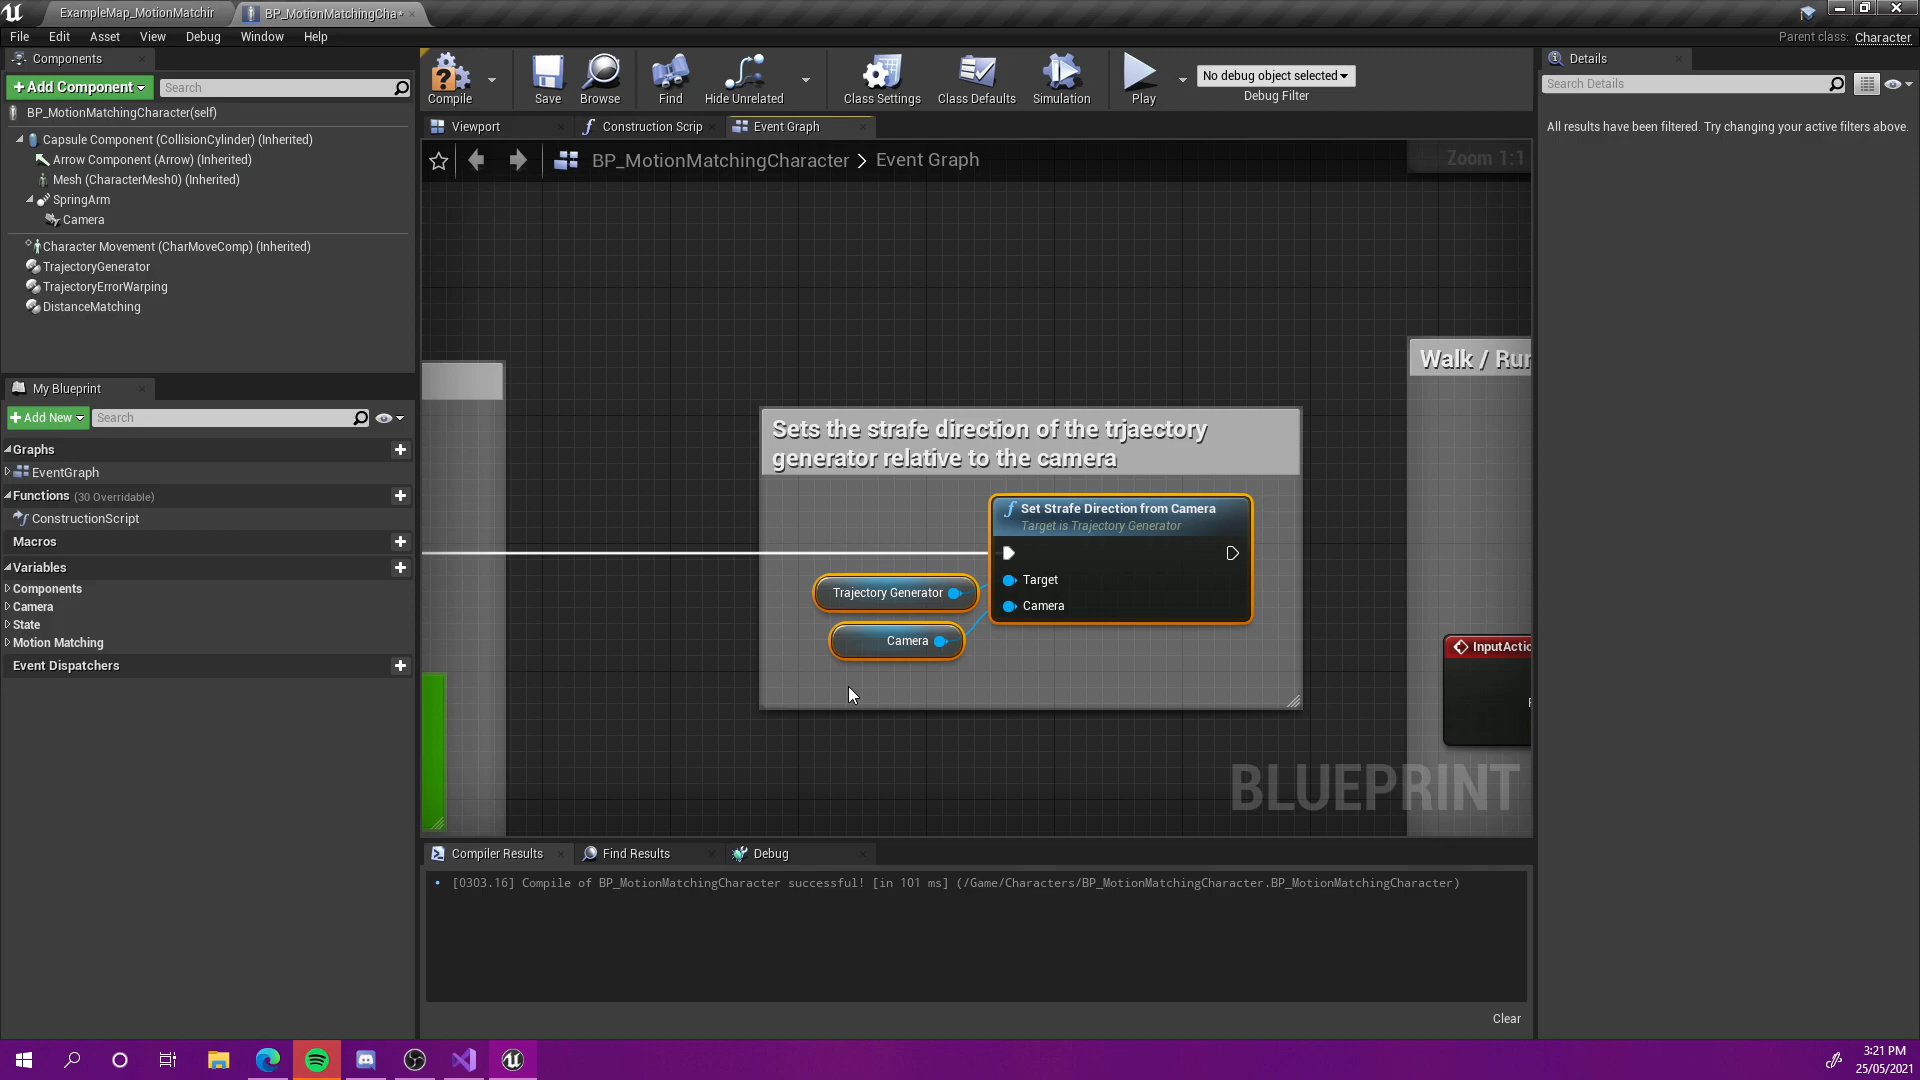 ExampleMap_MotionMatchir
BP_MotionMatchingCha*
File Edit Asset View Debug Window Help
Parent class: Character
Components
+Add Component
Search
BP_MotionMatchingCharacter(self)
Capsule Component (CollisionCylinder) (Inherited)
Arrow Component (Arrow) (Inherited)
Mesh (CharacterMesh0) (Inherited)
SpringArm
Camera
Character Movement (CharMoveComp) (Inherited)
TrajectoryGenerator
TrajectoryErrorWarping
DistanceMatching
My Blueprint
+Add New
Search
Graphs
EventGraph
Functions (30 Overridable)
ConstructionScript
Macros
Variables
Components
Camera
State
Motion Matching
Event Dispatchers
Compile
Save
Browse
Find
Hide Unrelated
Class Settings
Class Defaults
Simulation
Play
No debug object selected
Debug Filter
Viewport
Construction Scrip
Event Graph
BP_MotionMatchingCharacter > Event Graph
Zoom 1:1
Sets the strafe direction of the trjaectory
generator relative to the camera
Set Strafe Direction from Camera
Target is Trajectory Generator
Target
Camera
Trajectory Generator
Camera
Walk / Rur
InputActic
BLUEPRINT
Compiler Results
Find Results
Debug
[0303.16] Compile of BP_MotionMatchingCharacter successful! [in 101 ms] (/Game/Characters/BP_MotionMatchingCharacter.BP_MotionMatchingCharacter)
Clear
Details
Search Details
All results have been filtered. Try changing your active filters above.
3:21 PM
25/05/2021